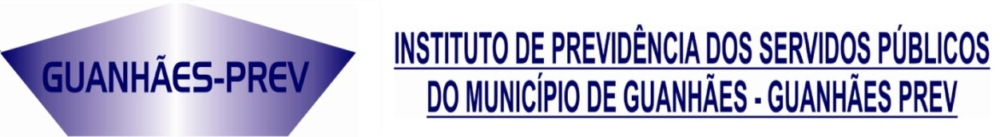 GUANHÃES-PREV
INSTITUTO DE PREVIDÊNCIA DOS SERVIDOS PÚBLICOS
DO MUNICÍPIO DE GUANHÃES - GUANHÃES PREV